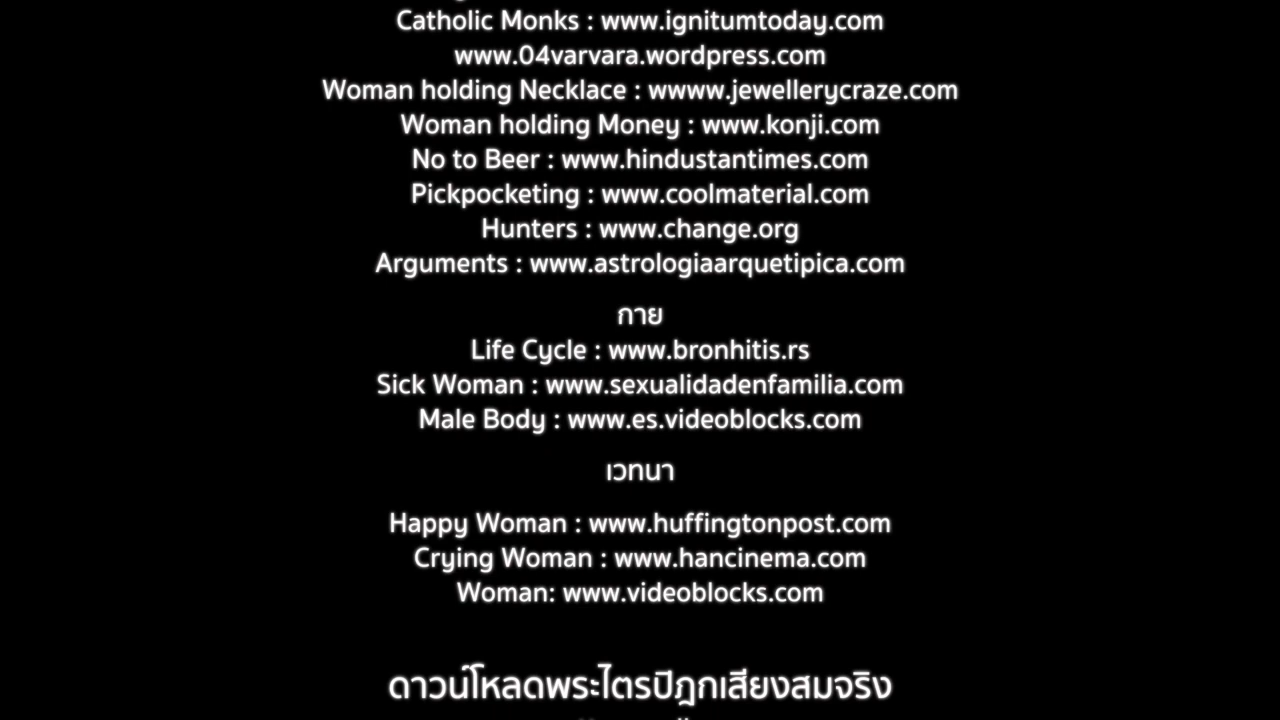 Catholic Monks : www.ignitumtoday.com
www.04varvara.wordpress.com
Woman holding Necklace : wwww.jewellerycraze.com
Woman holding Money : www.konji.com
No to Beer : www.hindustantimes.com
Pickpocketing : www.coolmaterial.com
Hunters : www.change.org
Arguments : www.astrologiaarquetipica.com
กาย
Life Cycle : www.bronhitis.rs
Sick Woman : www.sexualidadenfamilia.com
Male Body : www.es.videoblocks.com
เวทนา
Happy Woman : www.huffingtonpost.com
Crying Woman : www.hancinema.com
Woman: www.videoblocks.com
ดาวน์โหลดพระไตรปิฎกเสียงสมจริง